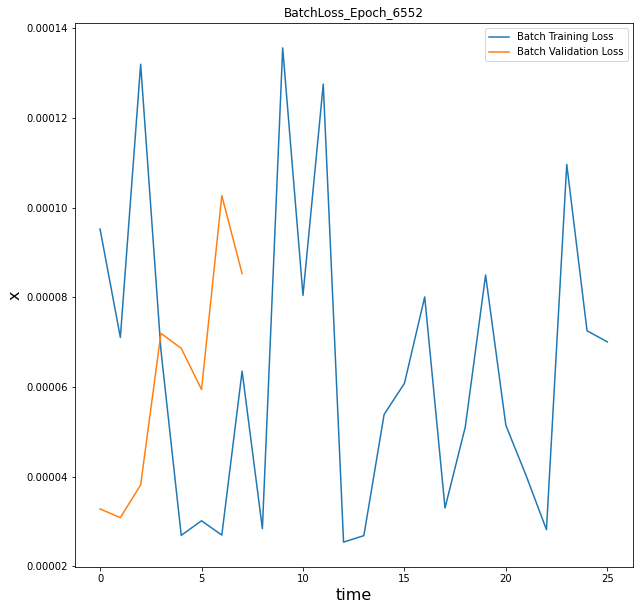 BatchLoss_Epoch_6552
Batch Training Loss
Batch Validation Loss
0.00014
0.00012
0.00010
0.00008
0.00006
0.00004
0.00002
x
0 5 10 15 20 25
time